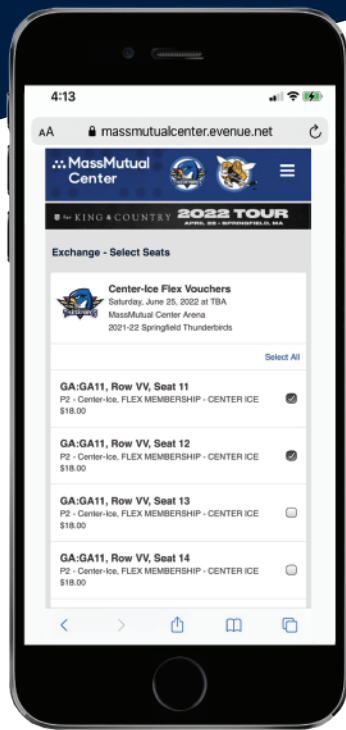 4:13
AA massmutualcenter.evenue.net
MassMutual
Center
for KING & COUNTRY 2022 TOUR
APRIL 28 - SPRINGFIELD, MA
Exchange - Select Seats
Center-Ice Flex Vouchers
Saturday, June 25, 2022 at TBA
MassMutual Center Arena
2021-22 Springfield Thunderbirds
Select All
GA:GA11, Row VV, Seat 11
P2 - Center-Ice, FLEX MEMBERSHIP - CENTER ICE
$18.00
GA:GA11, Row VV, Seat 12
P2 - Center-Ice, FLEX MEMBERSHIP - CENTER ICE
$18.00
GA:GA11, Row VV, Seat 13
P2 - Center-Ice, FLEX MEMBERSHIP - CENTER ICE
$18.00
GA:GA11, Row VV, Seat 14
P2 - Center-Ice, FLEX MEMBERSHIP - CENTER ICE
$18.00